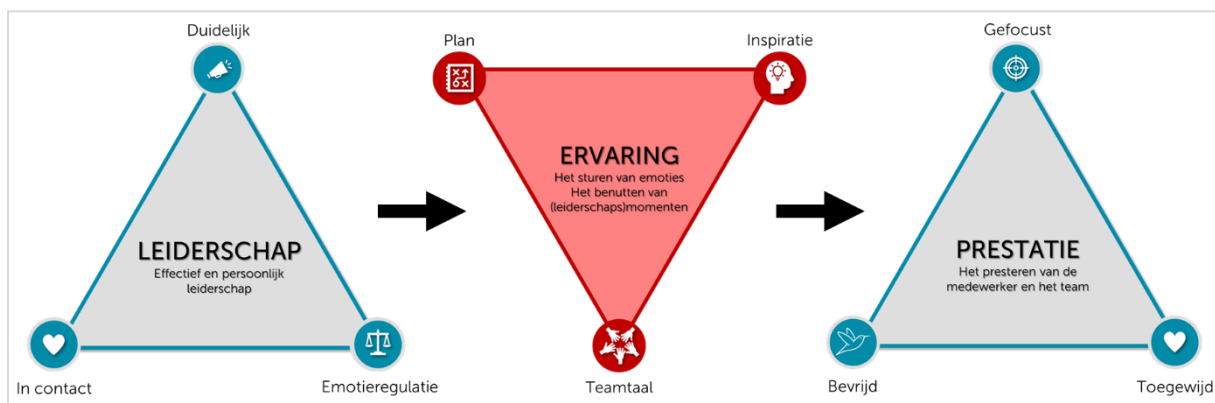 Duidelijk
LEIDERSCHAP
Effectief en persoonlijk
leiderschap
In contact
Emotieregulatie
Plan
Inspiratie
ERVARING
Het sturen van emoties
Het benutten van
(leiderschaps)momenten
Teamtaal
Gefocust
PRESTATIE
Het presteren van de
medewerker en het team
Bevrijd
Toegewijd